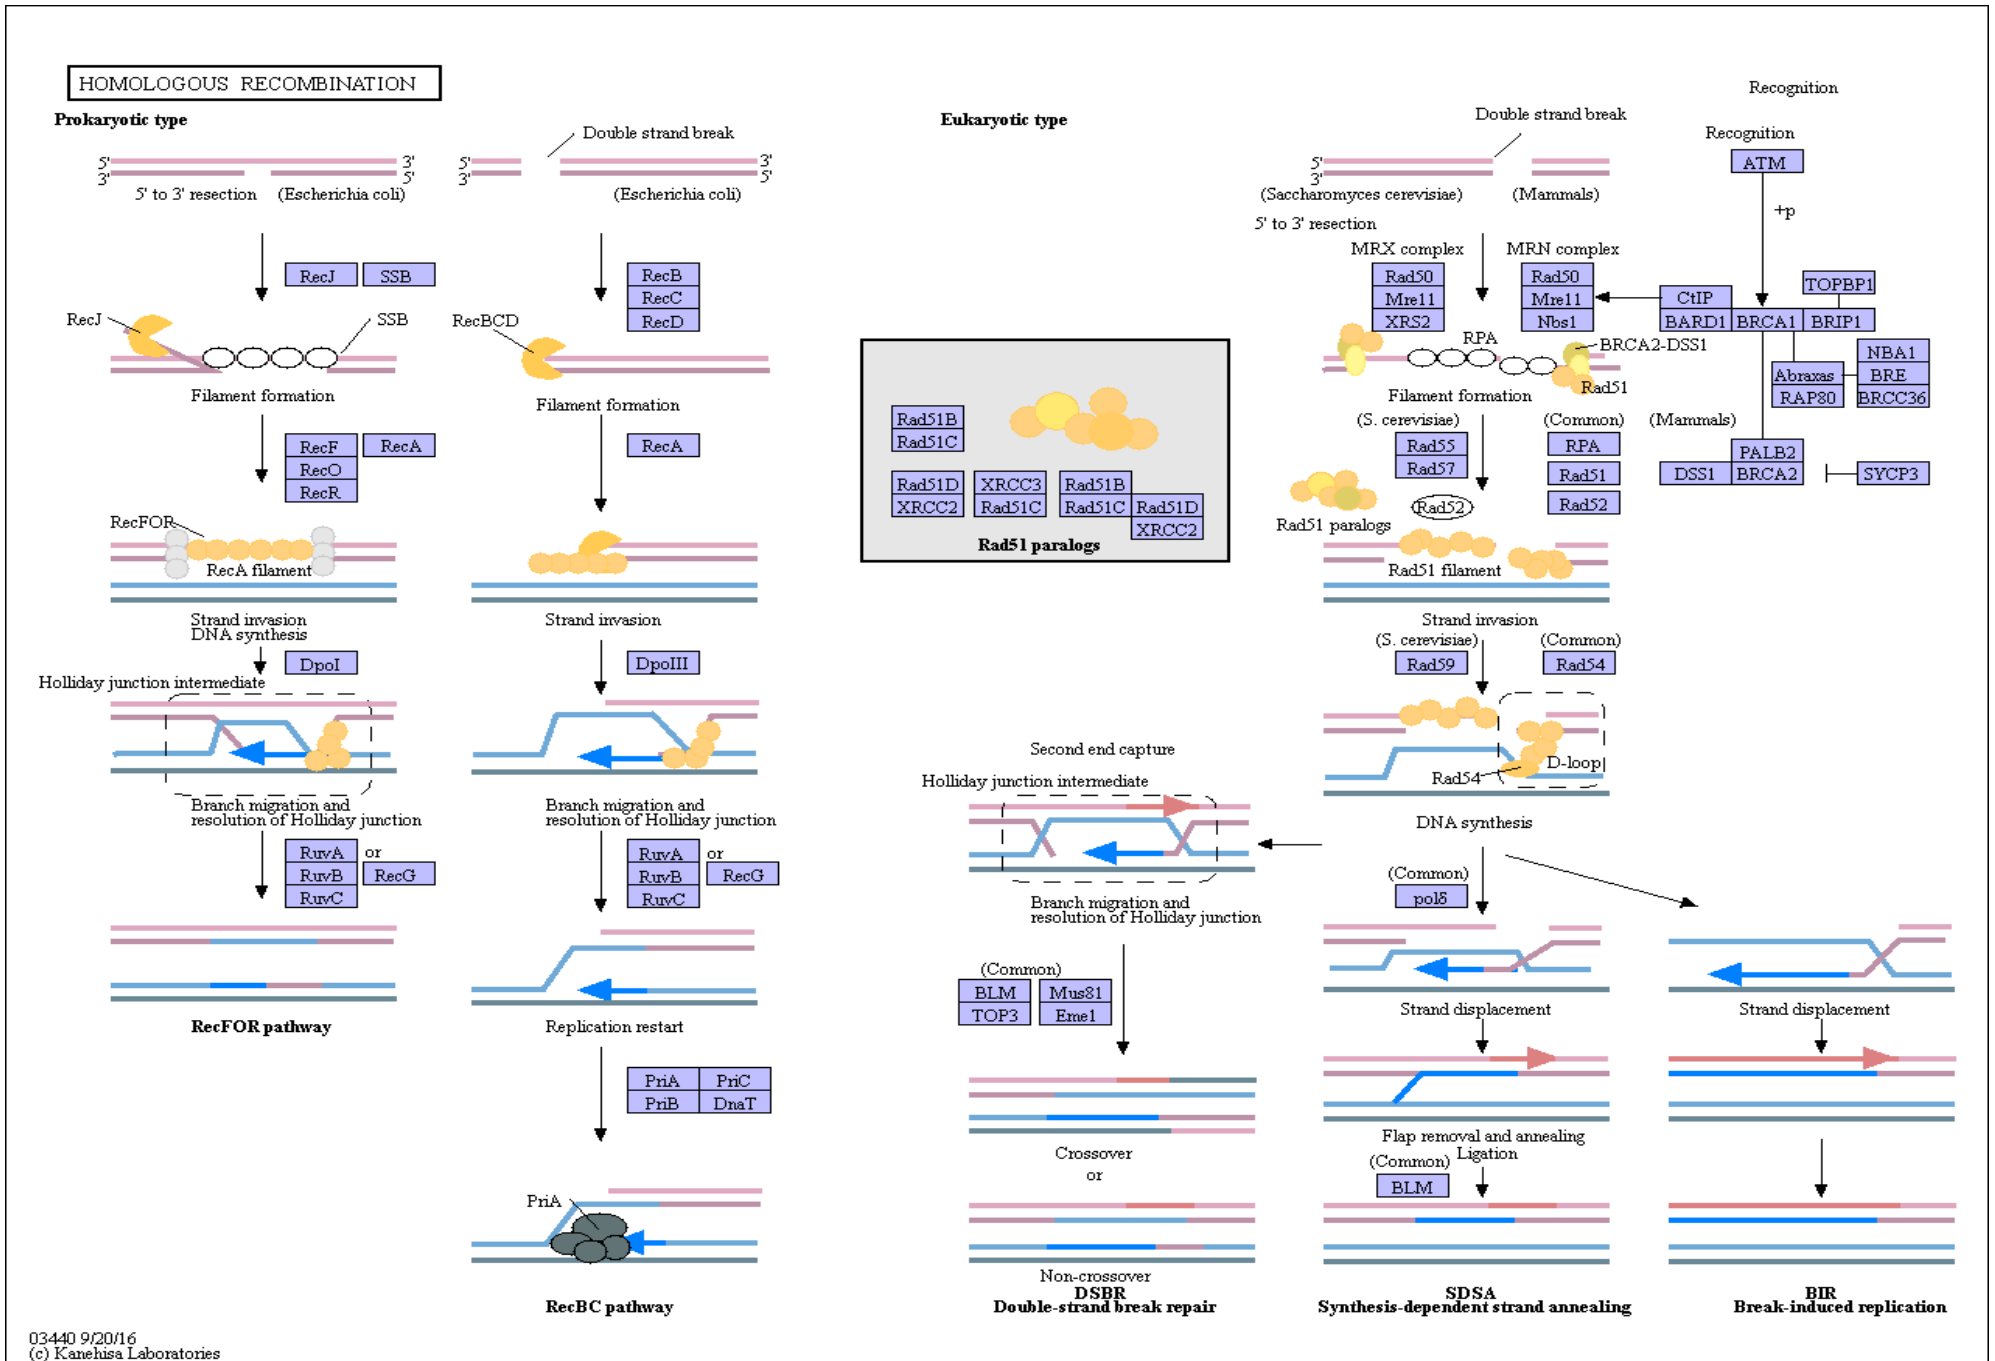 HOMOLOGOUS RECOMBINATION
Prokaryotic type
5'
3'
3'
5'
5' to 3' resection
(Escherichia coli)
RecJ
SSB
RecJ
SSB
Filament formation
RecF
RecA
RecO
RecR
RecFOR
RecA filament
Strand invasion
DNA synthesis
DpoI
Holliday junction intermediate
Branch migration and
resolution of Holliday junction
RuvA
or
RuvB
RecG
RuvC
RecFOR pathway
Double strand break
5'
3'
3'
5'
(Escherichia coli)
RecB
RecC
RecD
RecBCD
Filament formation
RecA
Strand invasion
DpoIII
Branch migration and
resolution of Holliday junction
RuvA
or
RuvB
RecG
RuvC
Replication restart
PriA
PriC
PriB
DnaT
PriA
RecBC pathway
Eukaryotic type
Rad51B
Rad51C
Rad51D
XRCC2
XRCC3
Rad51C
Rad51B
Rad51C
Rad51D
XRCC2
Rad51 paralogs
Double strand break
5'
3'
(Saccharomyces cerevisiae)
(Mammals)
5' to 3' resection
MRX complex
MRN complex
Rad50
Mre11
XRS2
Rad50
Mre11
Nbs1
RPA
BRCA2-DSS1
Rad51
Filament formation
(S. cerevisiae)
(Common)
Rad55
Rad57
RPA
Rad51
Rad52
Rad52
Rad51 paralogs
Rad51 filament
Strand invasion
(S. cerevisiae)
(Common)
Rad59
Rad54
Rad54
D-loop
DNA synthesis
Recognition
Recognition
ATM
+p
TOPBP1
CtIP
BARD1
BRCA1
BRIP1
NBA1
Abraxas
BRE
RAP80
BRCC36
(Mammals)
PALB2
DSS1
BRCA2
SYCP3
Second end capture
Holliday junction intermediate
Branch migration and
resolution of Holliday junction
(Common)
BLM
TOP3
Mus81
Eme1
Crossover
or
Non-crossover
DSBR
Double-strand break repair
(Common)
polδ
Strand displacement
Flap removal and annealing
Ligation
(Common)
BLM
SDSA
Synthesis-dependent strand annealing
Strand displacement
BIR
Break-induced replication
03440 9/20/16
(c) Kanehisa Laboratories